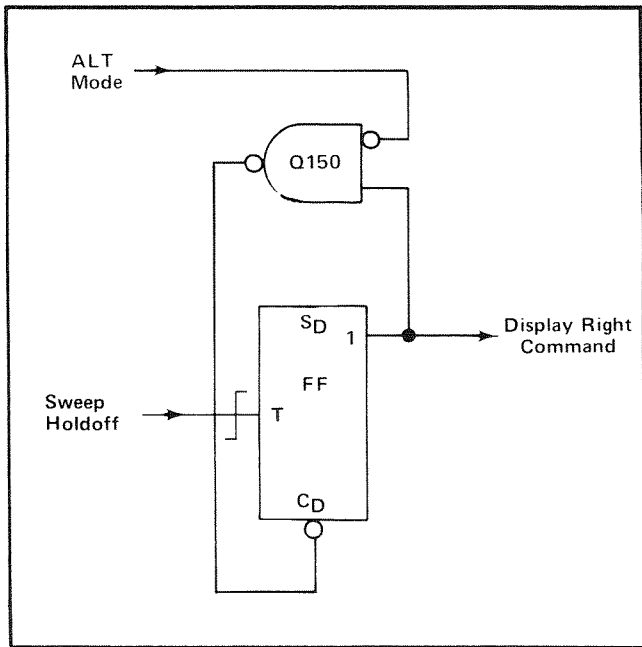 ALT
Mode
Q150
SD
1
Display Right
Command
FF
Sweep
Holdoff
T
CD